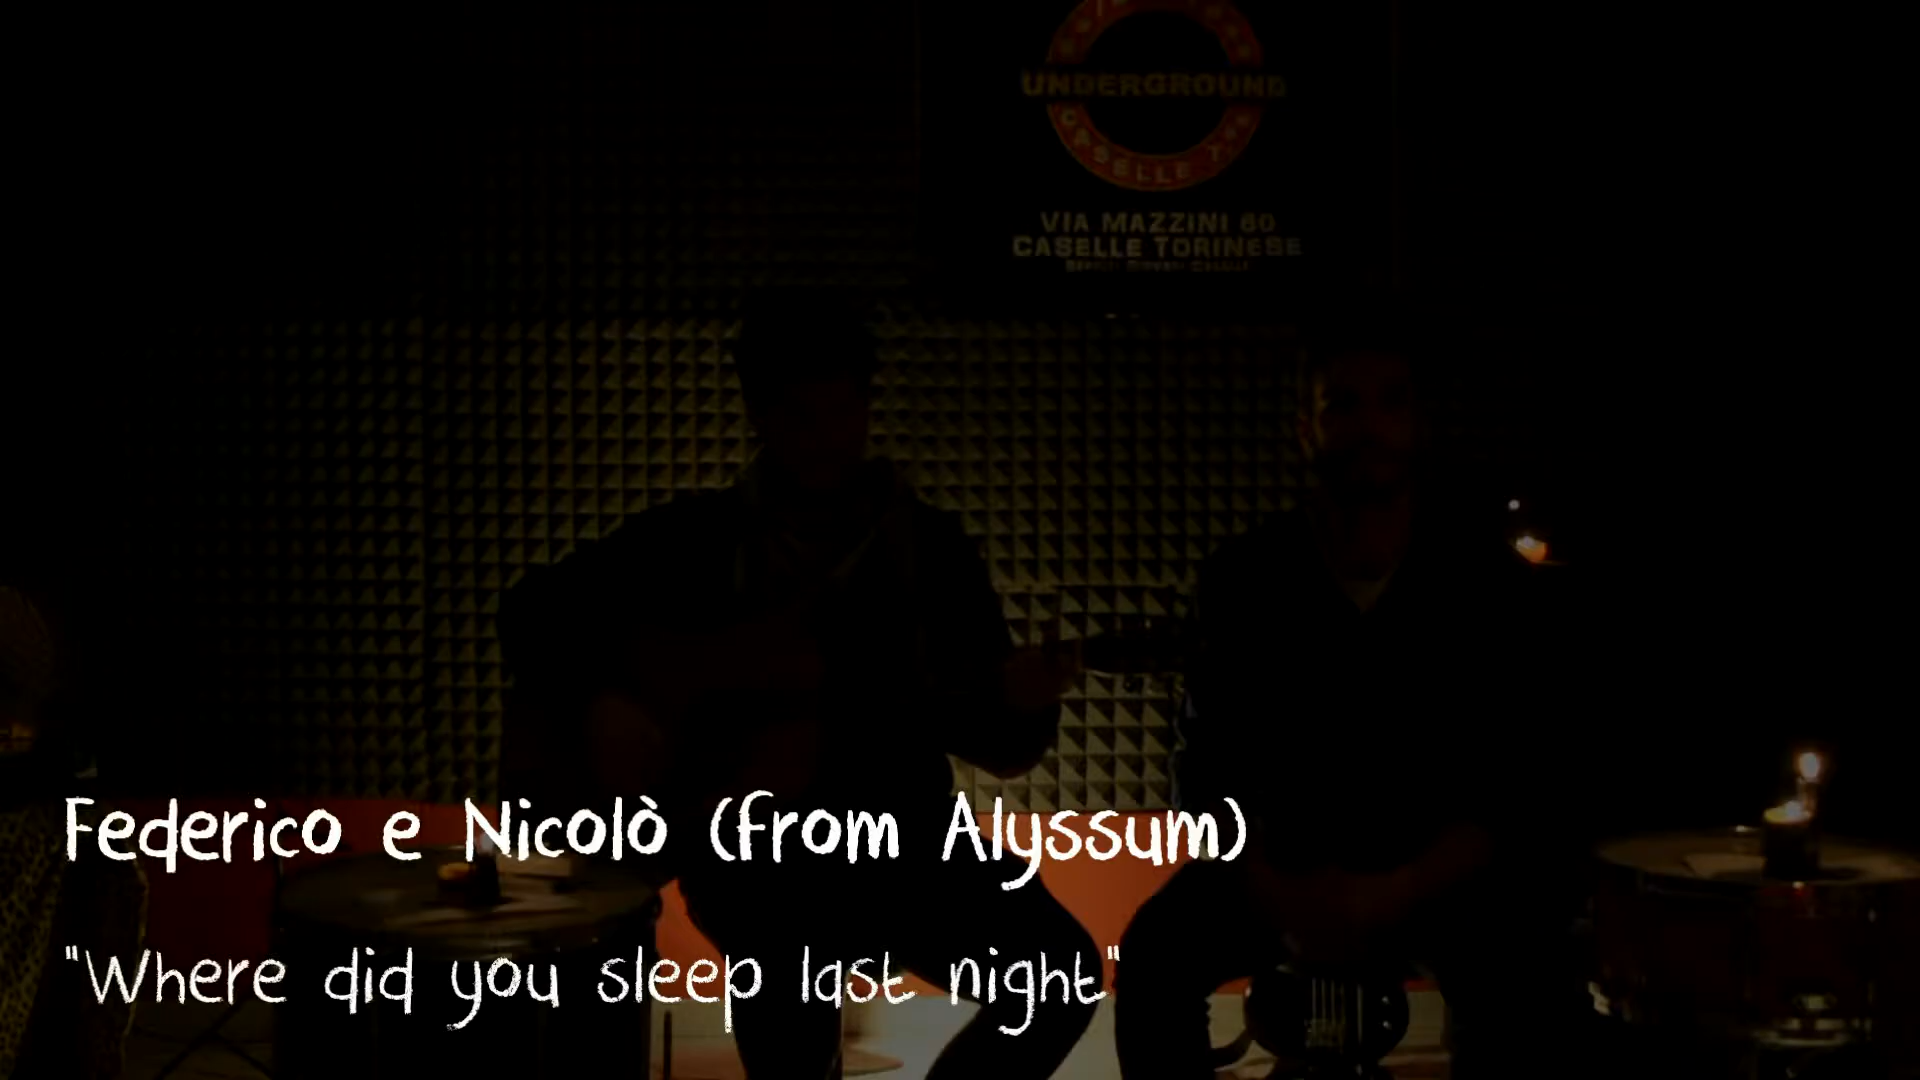 UNDERGROUND
CASELLE
VIA MAZZINI 60
CASELLE TORINESE
Federico e Nicolò (from Alyssum)
"Where did you sleep last night"